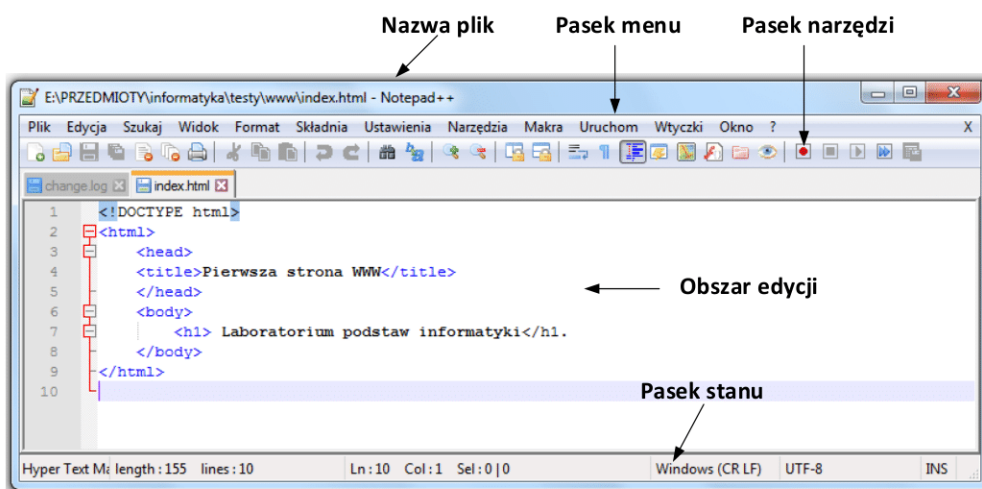 Nazwa plik Pasek menu Pasek narzędzi
E:\PRZEDMIOTY\informatyka\testy\www\index.html - Notepad++
Plik Edycja Szukaj Widok Format Składnia Ustawienia Narzędzia Makra Uruchom Wtyczki Okno ? X
change.log index.html
1 <!DOCTYPE html>
2 <html>
3 <head>
4 <title>Pierwsza strona WWW</title>
5 </head>
Obszar edycji
6 <body>
7 <h1> Laboratorium podstaw informatyki</h1.
8 </body>
9 </html>
10
Pasek stanu
Hyper Text Ma length : 155 lines : 10 Ln : 10 Col : 1 Sel : 0 | 0 Windows (CR LF) UTF-8 INS